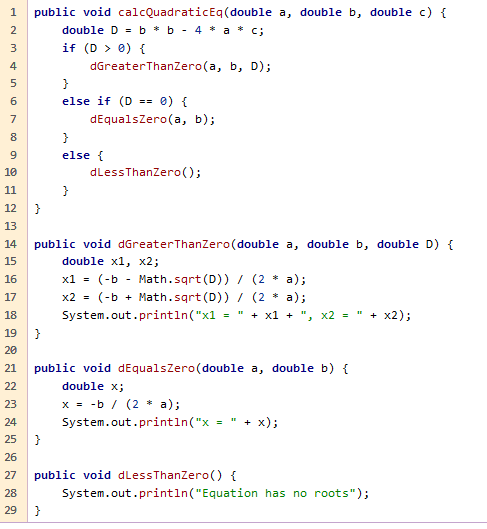 1 public void calcQuadraticEq(double a, double b, double c) {
2     double D = b * b - 4 * a * c;
3     if (D > 0) {
4         dGreaterThanZero(a, b, D);
5     }
6     else if (D == 0) {
7         dEqualsZero(a, b);
8     }
9     else {
10         dLessThanZero();
11     }
12 }
13
14 public void dGreaterThanZero(double a, double b, double D) {
15     double x1, x2;
16     x1 = (-b - Math.sqrt(D)) / (2 * a);
17     x2 = (-b + Math.sqrt(D)) / (2 * a);
18     System.out.println("x1 = " + x1 + ", x2 = " + x2);
19 }
20
21 public void dEqualsZero(double a, double b) {
22     double x;
23     x = -b / (2 * a);
24     System.out.println("x = " + x);
25 }
26
27 public void dLessThanZero() {
28     System.out.println("Equation has no roots");
29 }